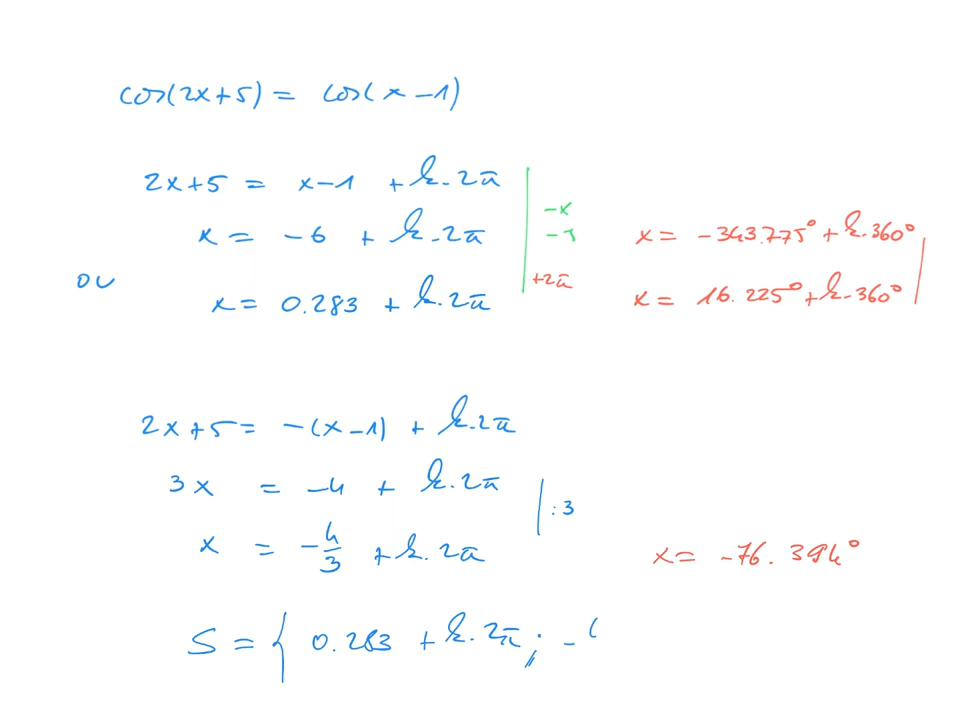 cos(2x+5) = cos(x-1)
2x+5 = x-1 + k.2π
-x
x = -6 + k.2π
-5
x = -343.775° + k.360°
ou
x = 0.283 + k.2π
+2π
x = 16.225° + k.360°
2x+5 = -(x-1) + k.2π
3x = -4 + k.2π
:3
x = -4/3 + k.2π
x = -76.394°
S = { 0.283 + k.2π ; -